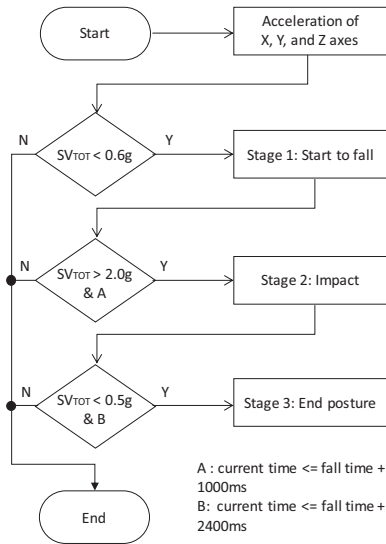 Start
Acceleration of
X, Y, and Z axes
N
SVTOT < 0.6g
Y
Stage 1: Start to fall
N
SVTOT > 2.0g
& A
Y
Stage 2: Impact
N
SVTOT < 0.5g
& B
Y
Stage 3: End posture
A : current time <= fall time +
1000ms
B: current time <= fall time +
2400ms
End